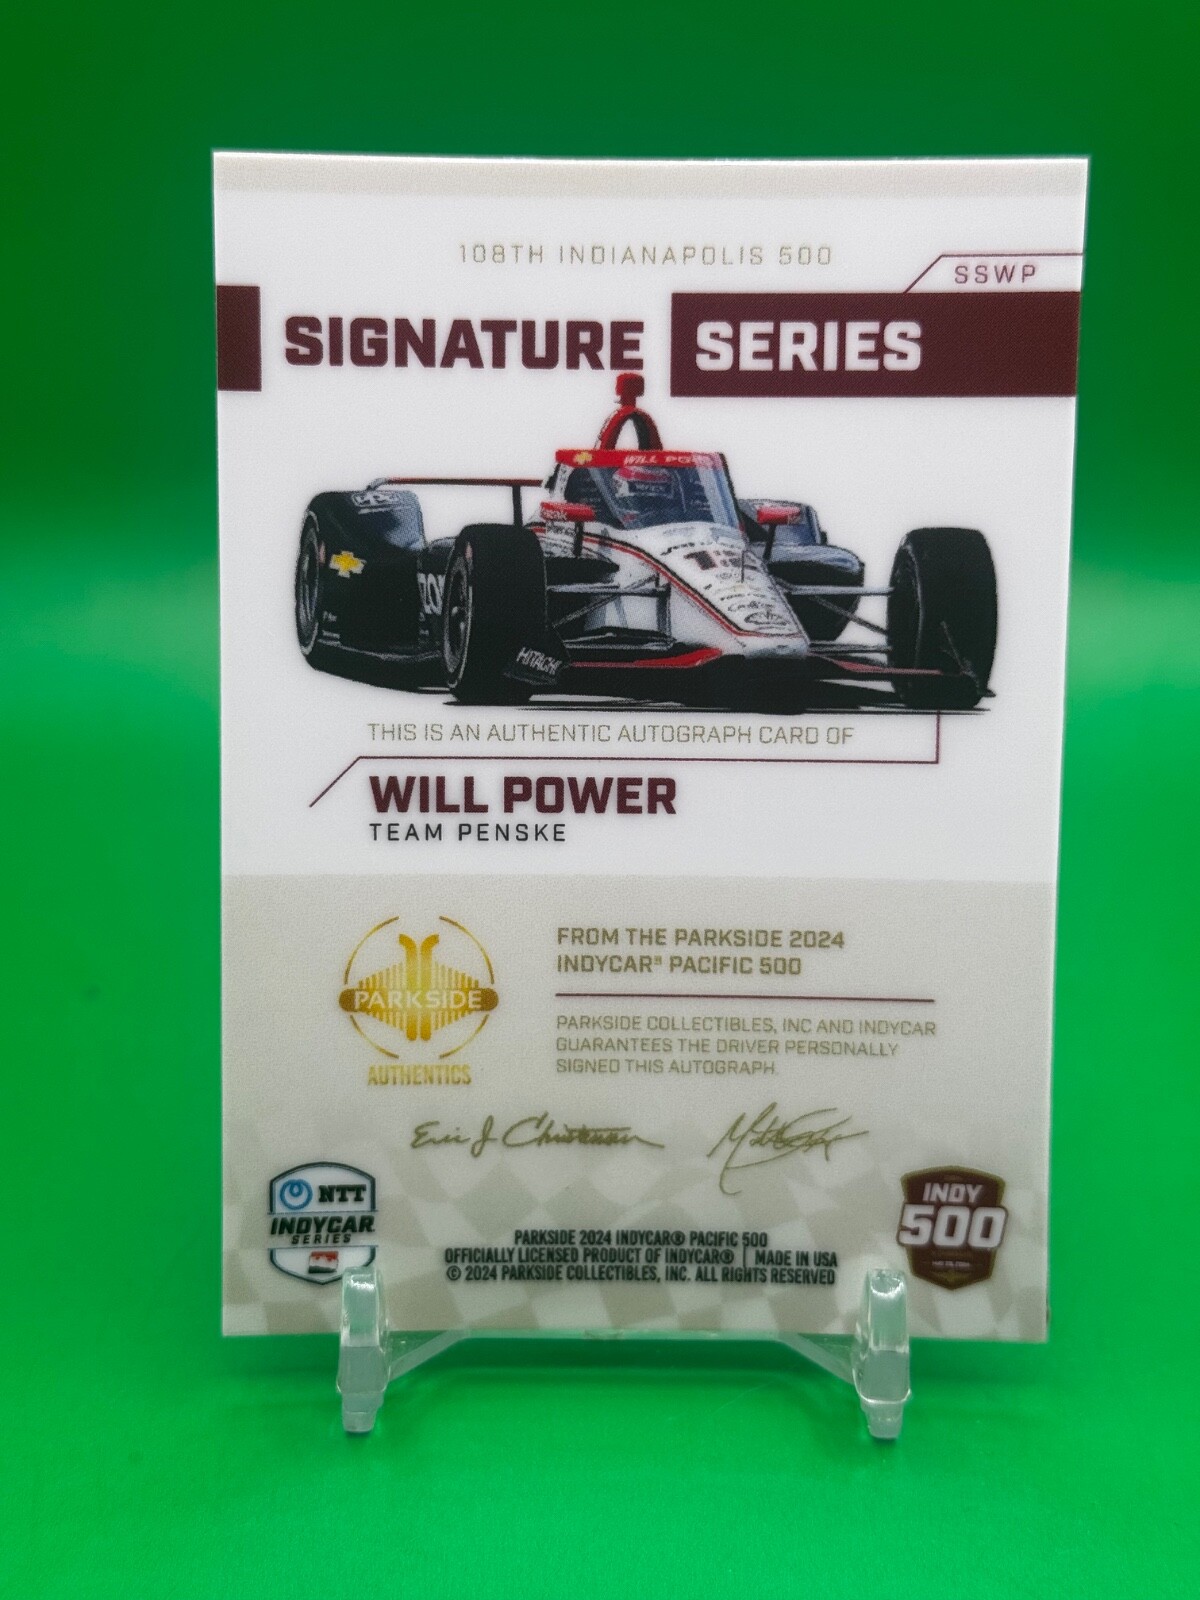 108TH INDIANAPOLIS 500
SSWP
SIGNATURE SERIES
WILL POWER
HITACHI
THIS IS AN AUTHENTIC AUTOGRAPH CARD OF
WILL POWER
TEAM PENSKE
PARKSIDE
AUTHENTICS
FROM THE PARKSIDE 2024
INDYCAR® PACIFIC 500
PARKSIDE COLLECTIBLES, INC AND INDYCAR
GUARANTEES THE DRIVER PERSONALLY
SIGNED THIS AUTOGRAPH.
Eric J. Christensen
NTT
INDYCAR
SERIES
INDY
500
PARKSIDE 2024 INDYCAR® PACIFIC 500
OFFICIALLY LICENSED PRODUCT OF INDYCAR® | MADE IN USA
© 2024 PARKSIDE COLLECTIBLES, INC. ALL RIGHTS RESERVED